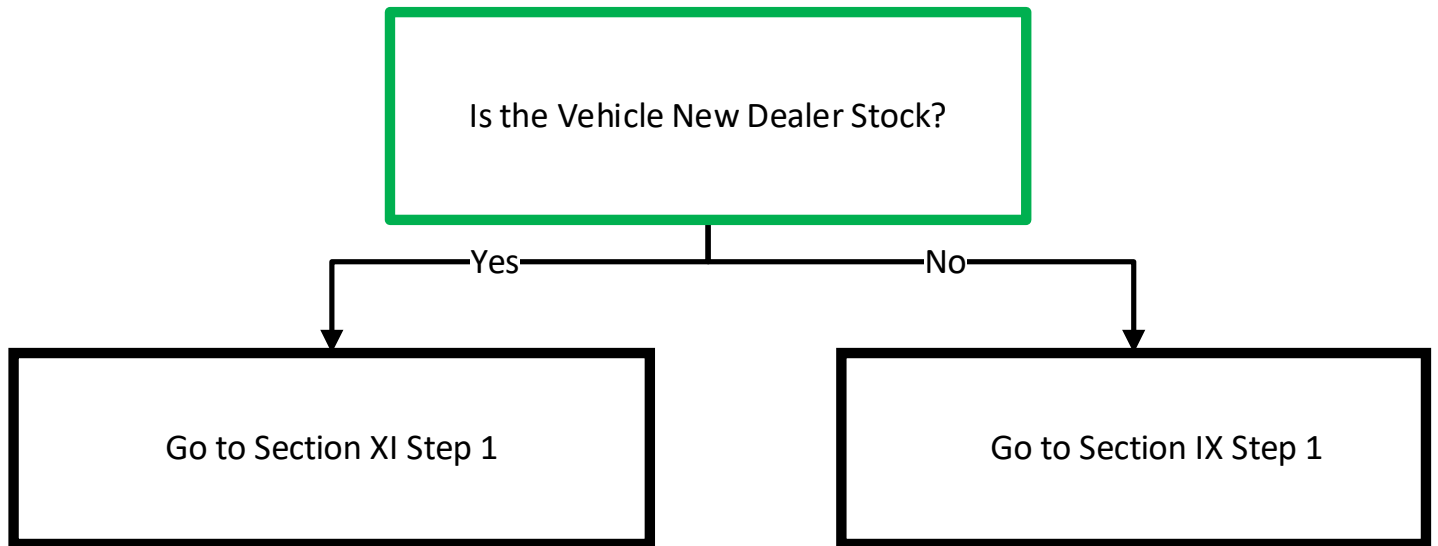 Is the Vehicle New Dealer Stock?
Yes
No
Go to Section XI Step 1
Go to Section IX Step 1